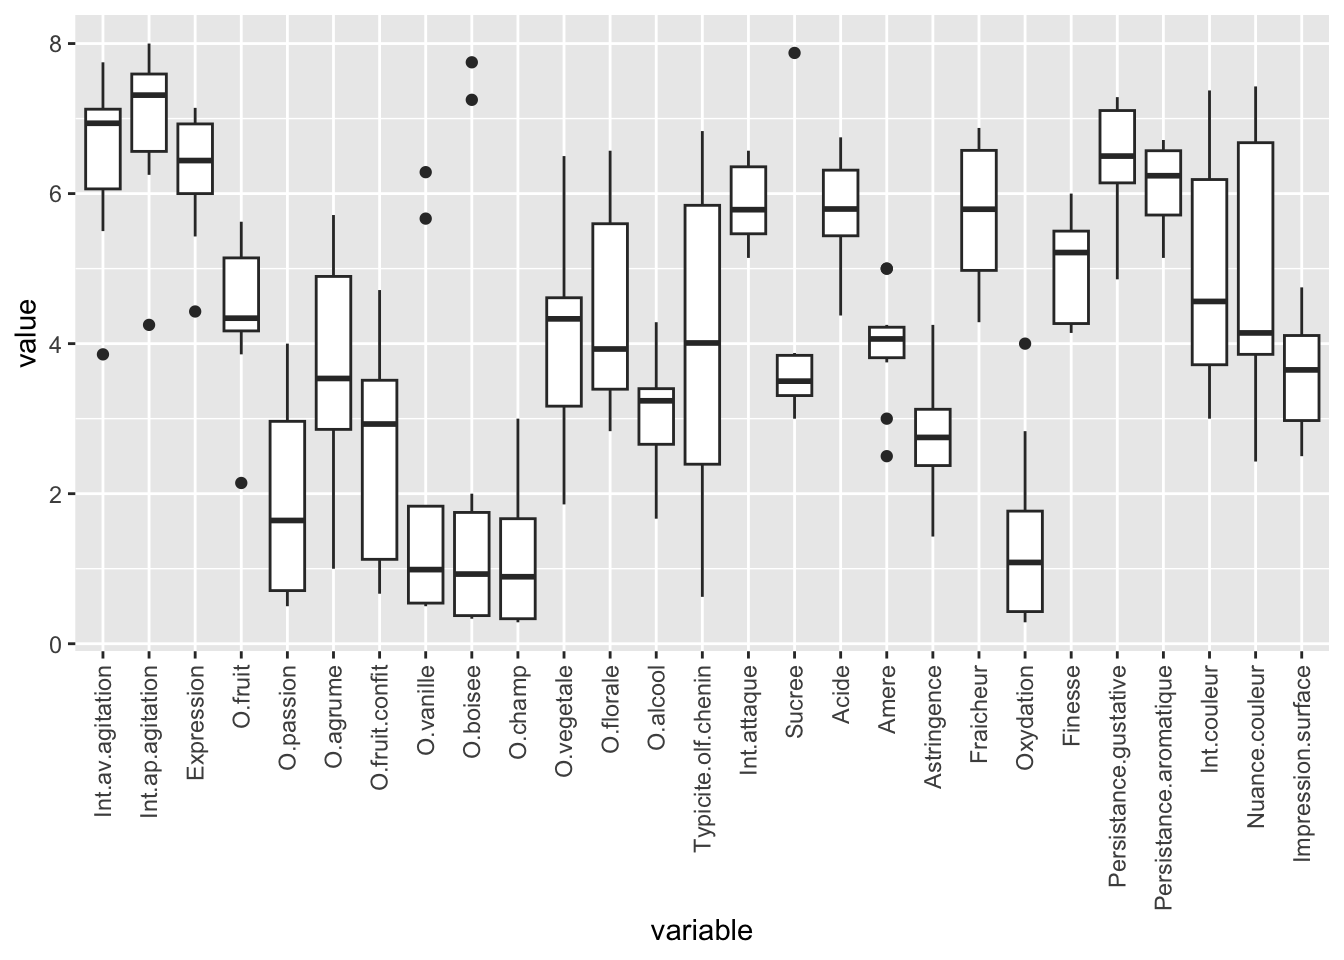 value
8
6
4
2
0
Int.av.agitation
Int.ap.agitation
Expression
O.fruit
O.passion
O.agrume
O.fruit.confit
O.vanille
O.boisee
O.champ
O.vegetale
O.florale
O.alcool
Typicite.olf.chenin
Int.attaque
Sucree
Acide
Amere
Astringence
Fraicheur
Oxydation
Finesse
Persistance.gustative
Persistance.aromatique
Int.couleur
Nuance.couleur
Impression.surface
variable